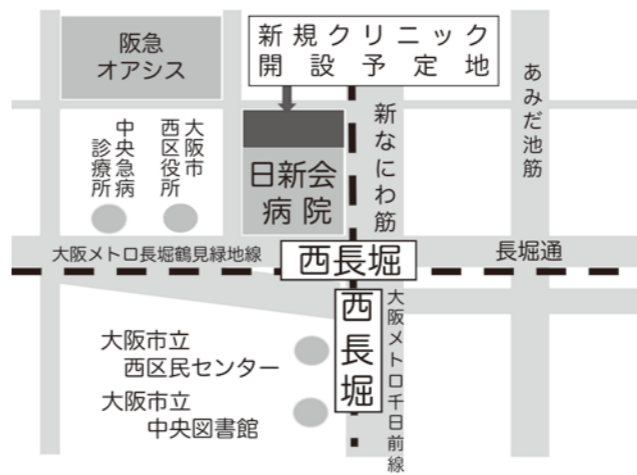 阪急
オアシス
新規クリニック
開設予定地
あみだ池筋
新なにわ筋
大阪市
西区役所
中央急病
診療所
日新会
病院
大阪メトロ長堀鶴見緑地線
西長堀
長堀通
西長堀
大阪メトロ千日前線
大阪市立
西区民センター
大阪市立
中央図書館